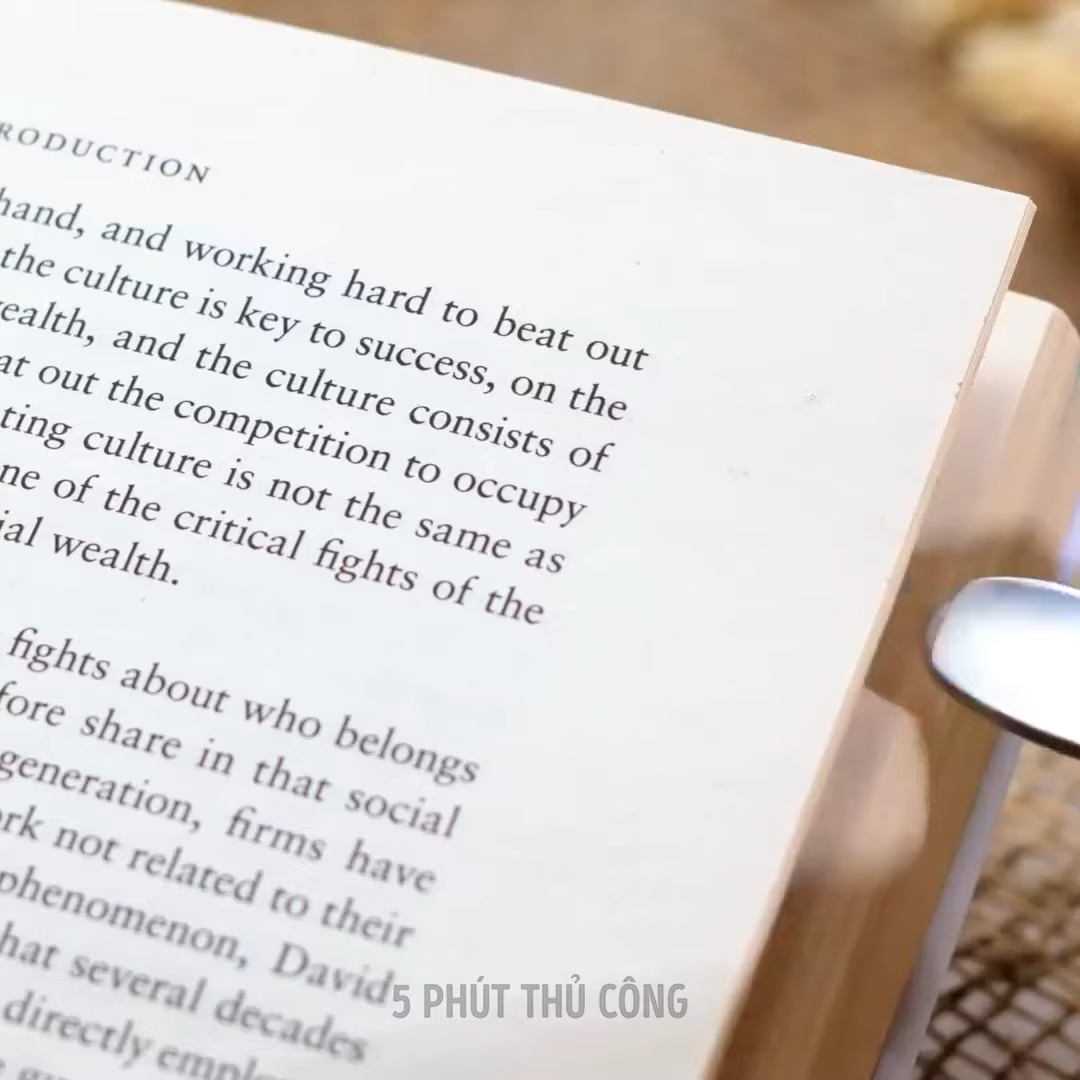 RODUCTION
hand, and working hard to beat out
the culture is key to success, on the
ealth, and the culture consists of
at out the competition to occupy
ting culture is not the same as
ne of the critical fights of the
ial wealth.
fights about who belongs
fore share in that social
generation, firms have
rk not related to their
phenomenon, David
hat several decades
directly emplo
5 PHÚT THỦ CÔNG